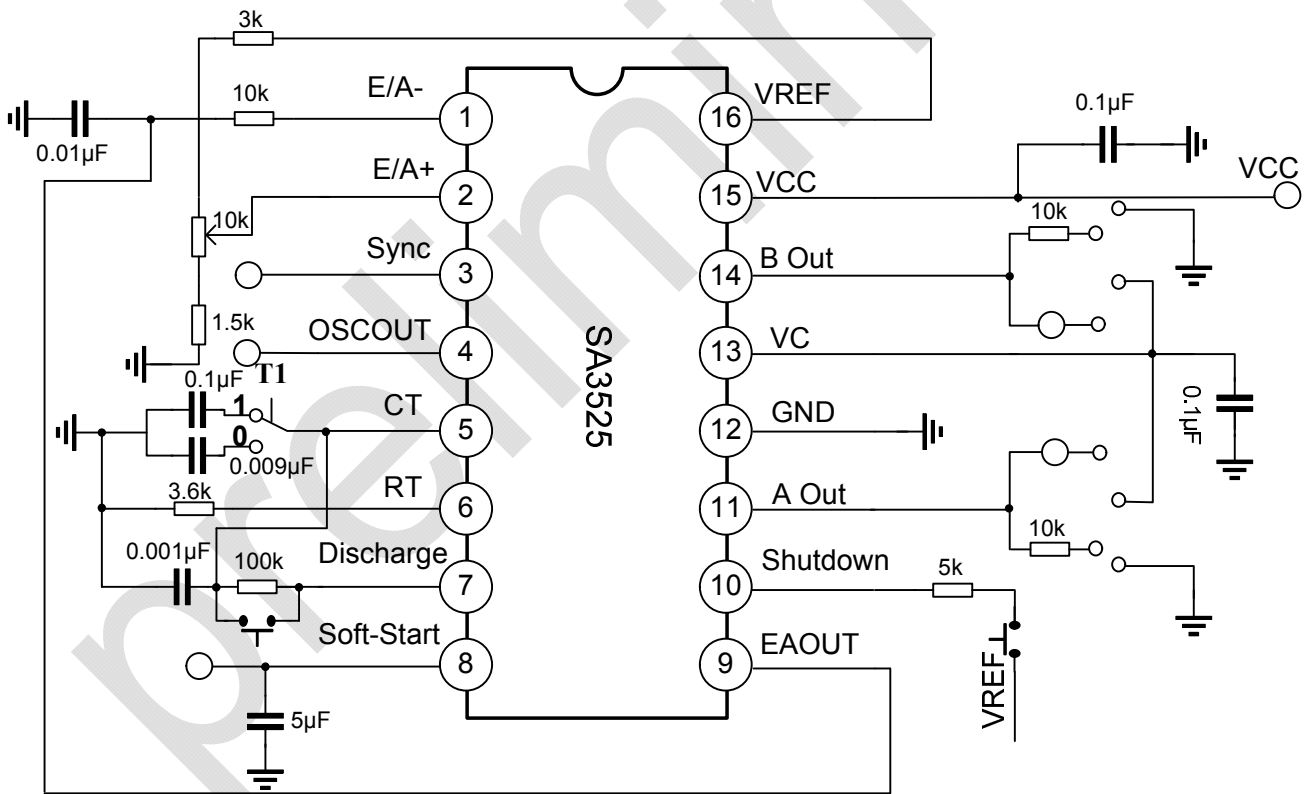 3k
10k
E/A-
1
16
VREF
0.1µF
0.01µF
E/A+
2
15
VCC
VCC
10k
10k
Sync
3
14
B Out
1.5k
OSCOUT
4
13
VC
T1
0.1µF
1
CT
5
12
GND
0.1µF
0
0.009µF
3.6k
RT
6
11
A Out
10k
0.001µF
100k
Discharge
7
10
Shutdown
5k
Soft-Start
8
9
EAOUT
VREF
5µF
SA3525
prelimin